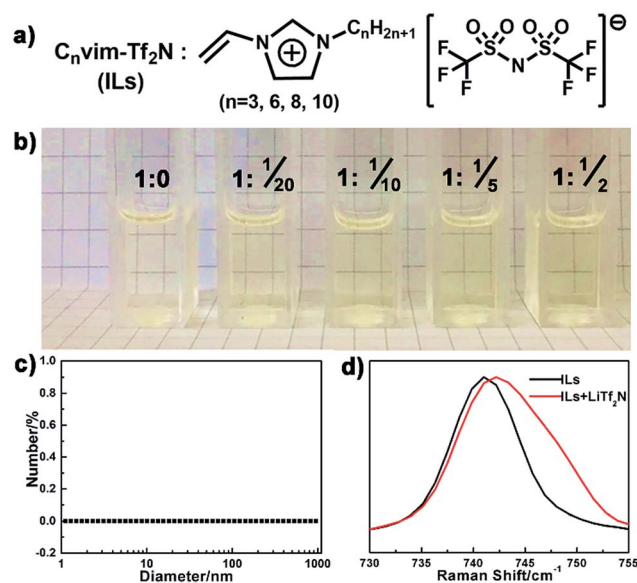 a)
CₙVim-Tf₂N :
(ILs)
N
N
CₙH₂ₙ₊₁
(n=3, 6, 8, 10)
⊕
O O O O
S S
F F
F N F
F F
⊖
b)
1:0 1: 1/20 1: 1/10 1: 1/5 1: 1/2
c)
Number/%
1.0
0.8
0.6
0.4
0.2
0.0
-0.2
1 10 100 1000
Diameter/nm
d)
ILs
ILs+LiTf₂N
730 735 740 745 750 755
Raman Shift/cm⁻¹